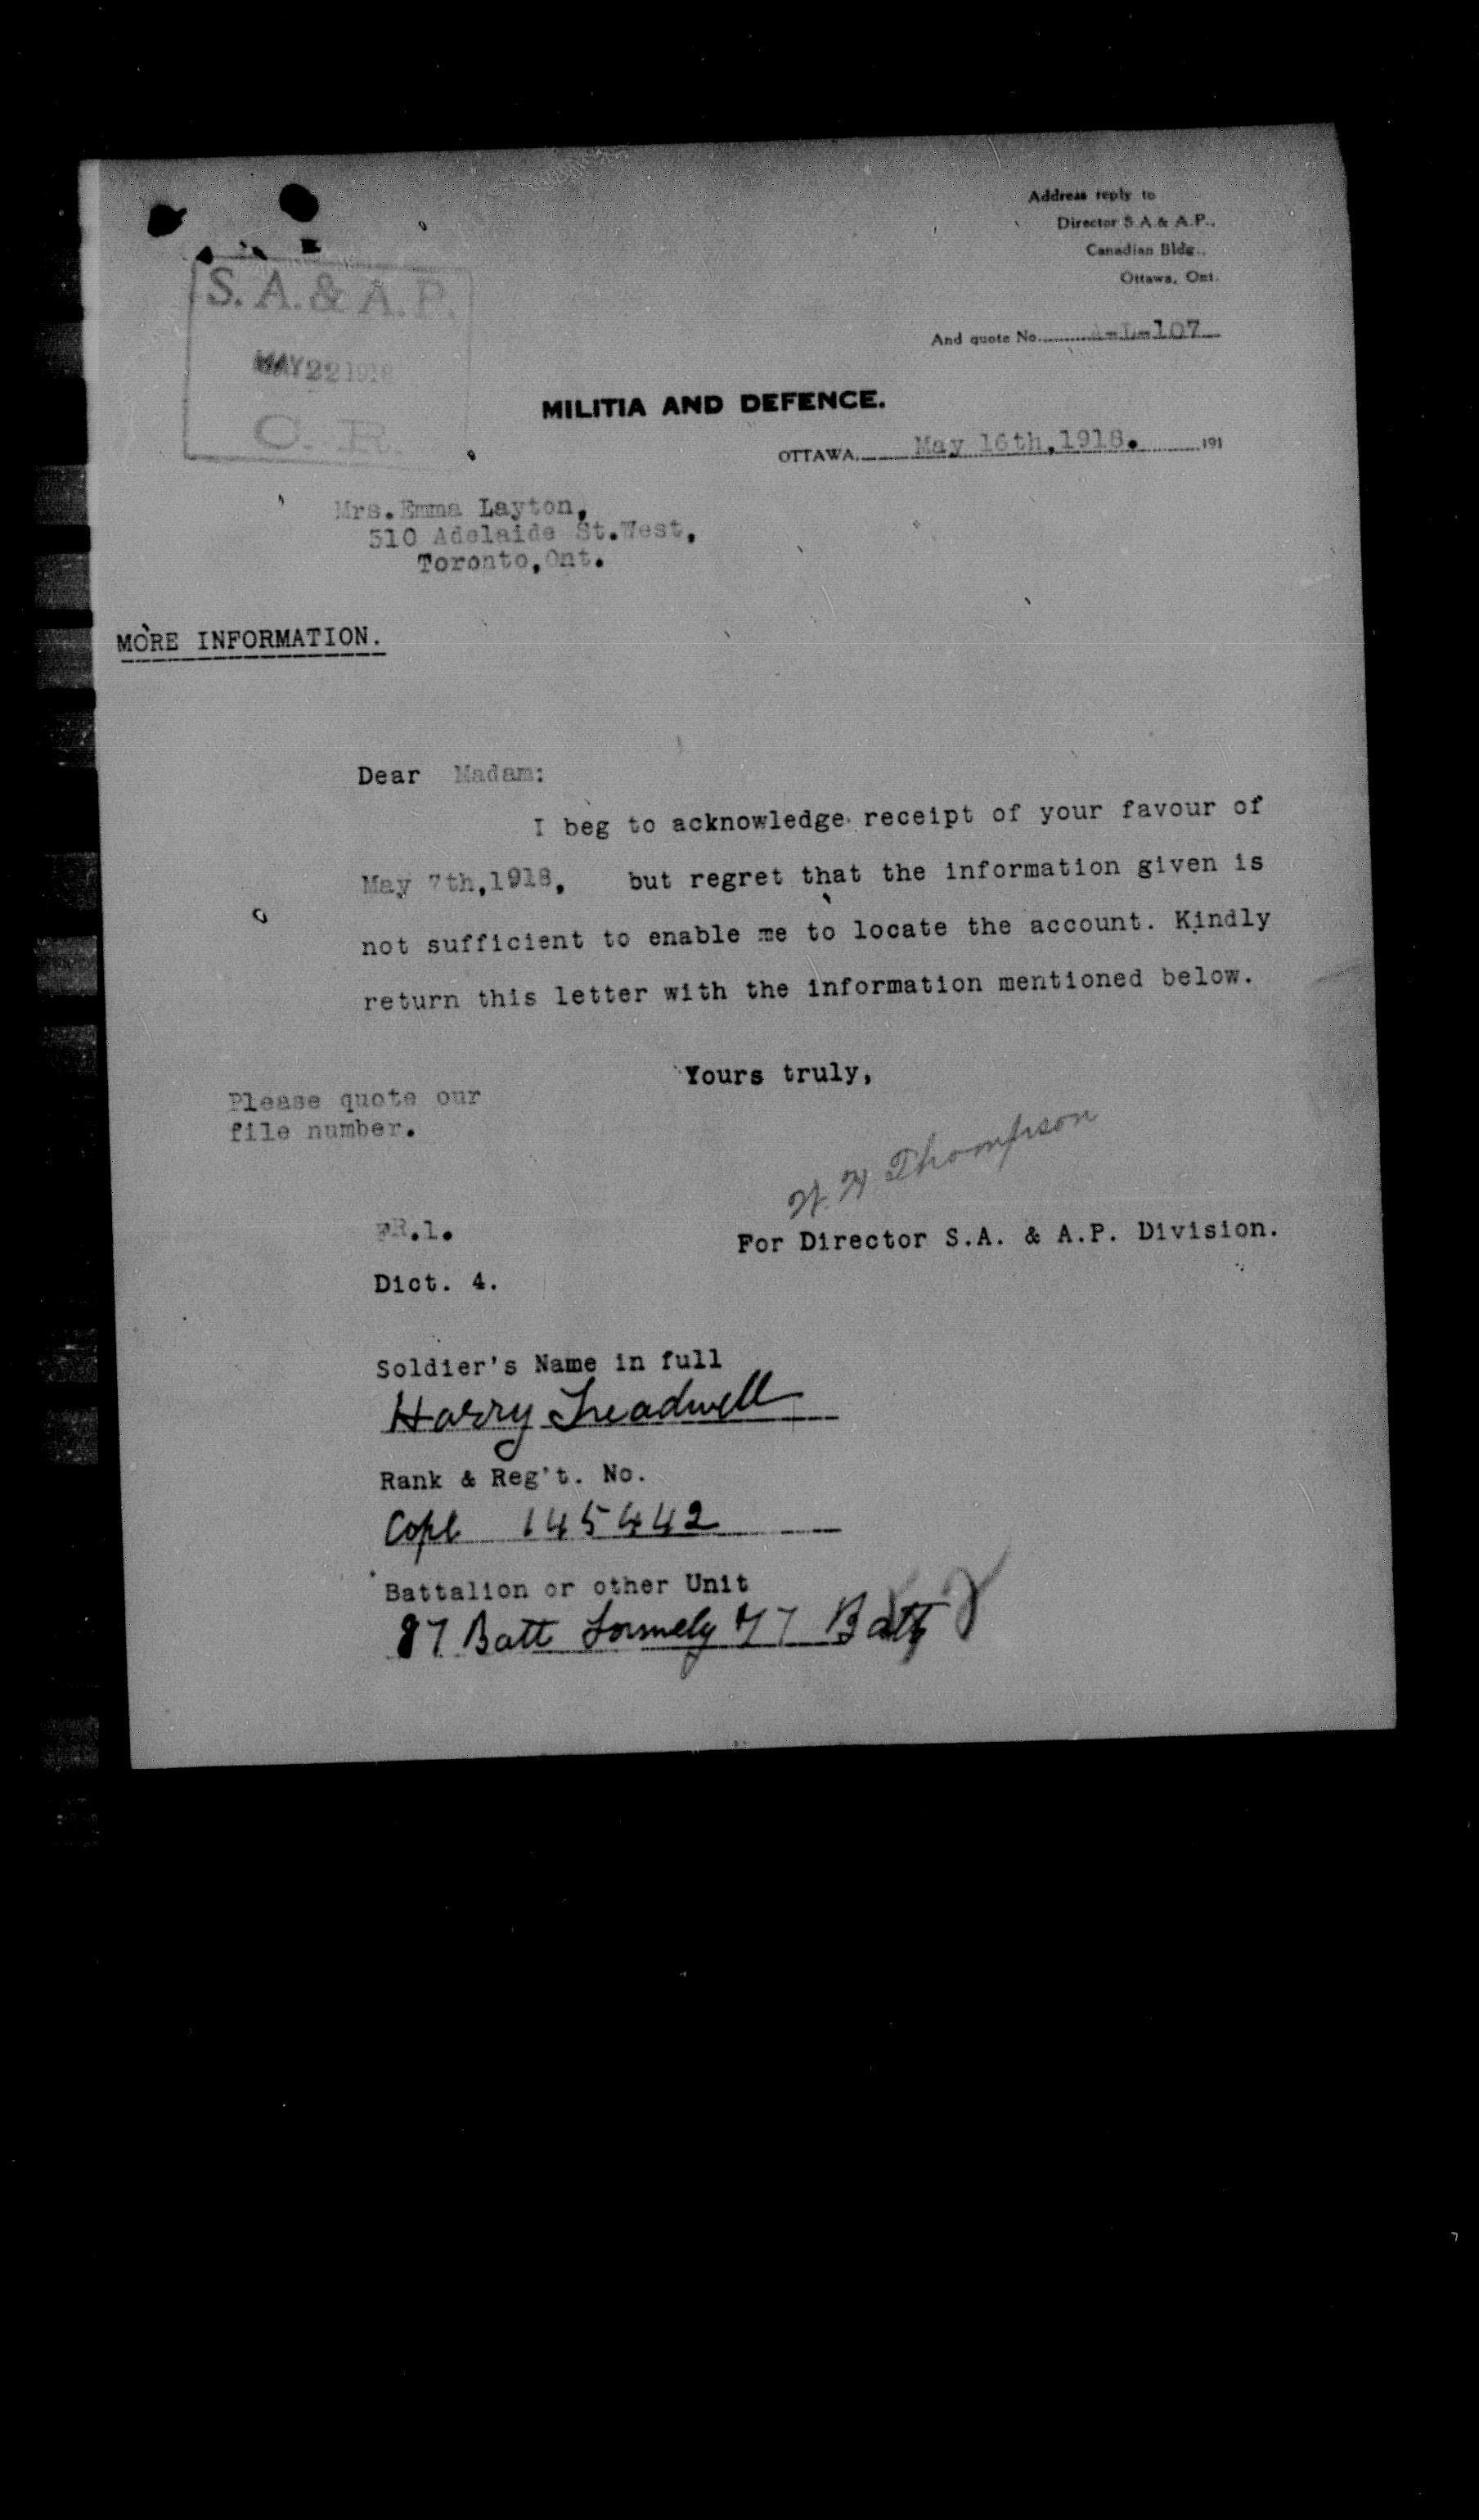 Address reply to
Director S.A. & A.P.,
Canadian Bldg.,
Ottawa, Ont.
S. A. & A. P.
MAY 22 1918
C. R.
And quote No. A-L-107
MILITIA AND DEFENCE.
OTTAWA, May 16th, 1918. 191
Mrs. Emma Layton,
510 Adelaide St. West,
Toronto, Ont.
MORE INFORMATION.
Dear Madam:
I beg to acknowledge receipt of your favour of
May 7th, 1918, but regret that the information given is
not sufficient to enable me to locate the account. Kindly
return this letter with the information mentioned below.
Yours truly,
Please quote our
file number.
Thompson
FR.1.
For Director S.A. & A.P. Division.
Dict. 4.
Soldier's Name in full
Harry Treadwell
Rank & Reg't. No.
Copl 145442
Battalion or other Unit
87 Batt formely 77 Batt